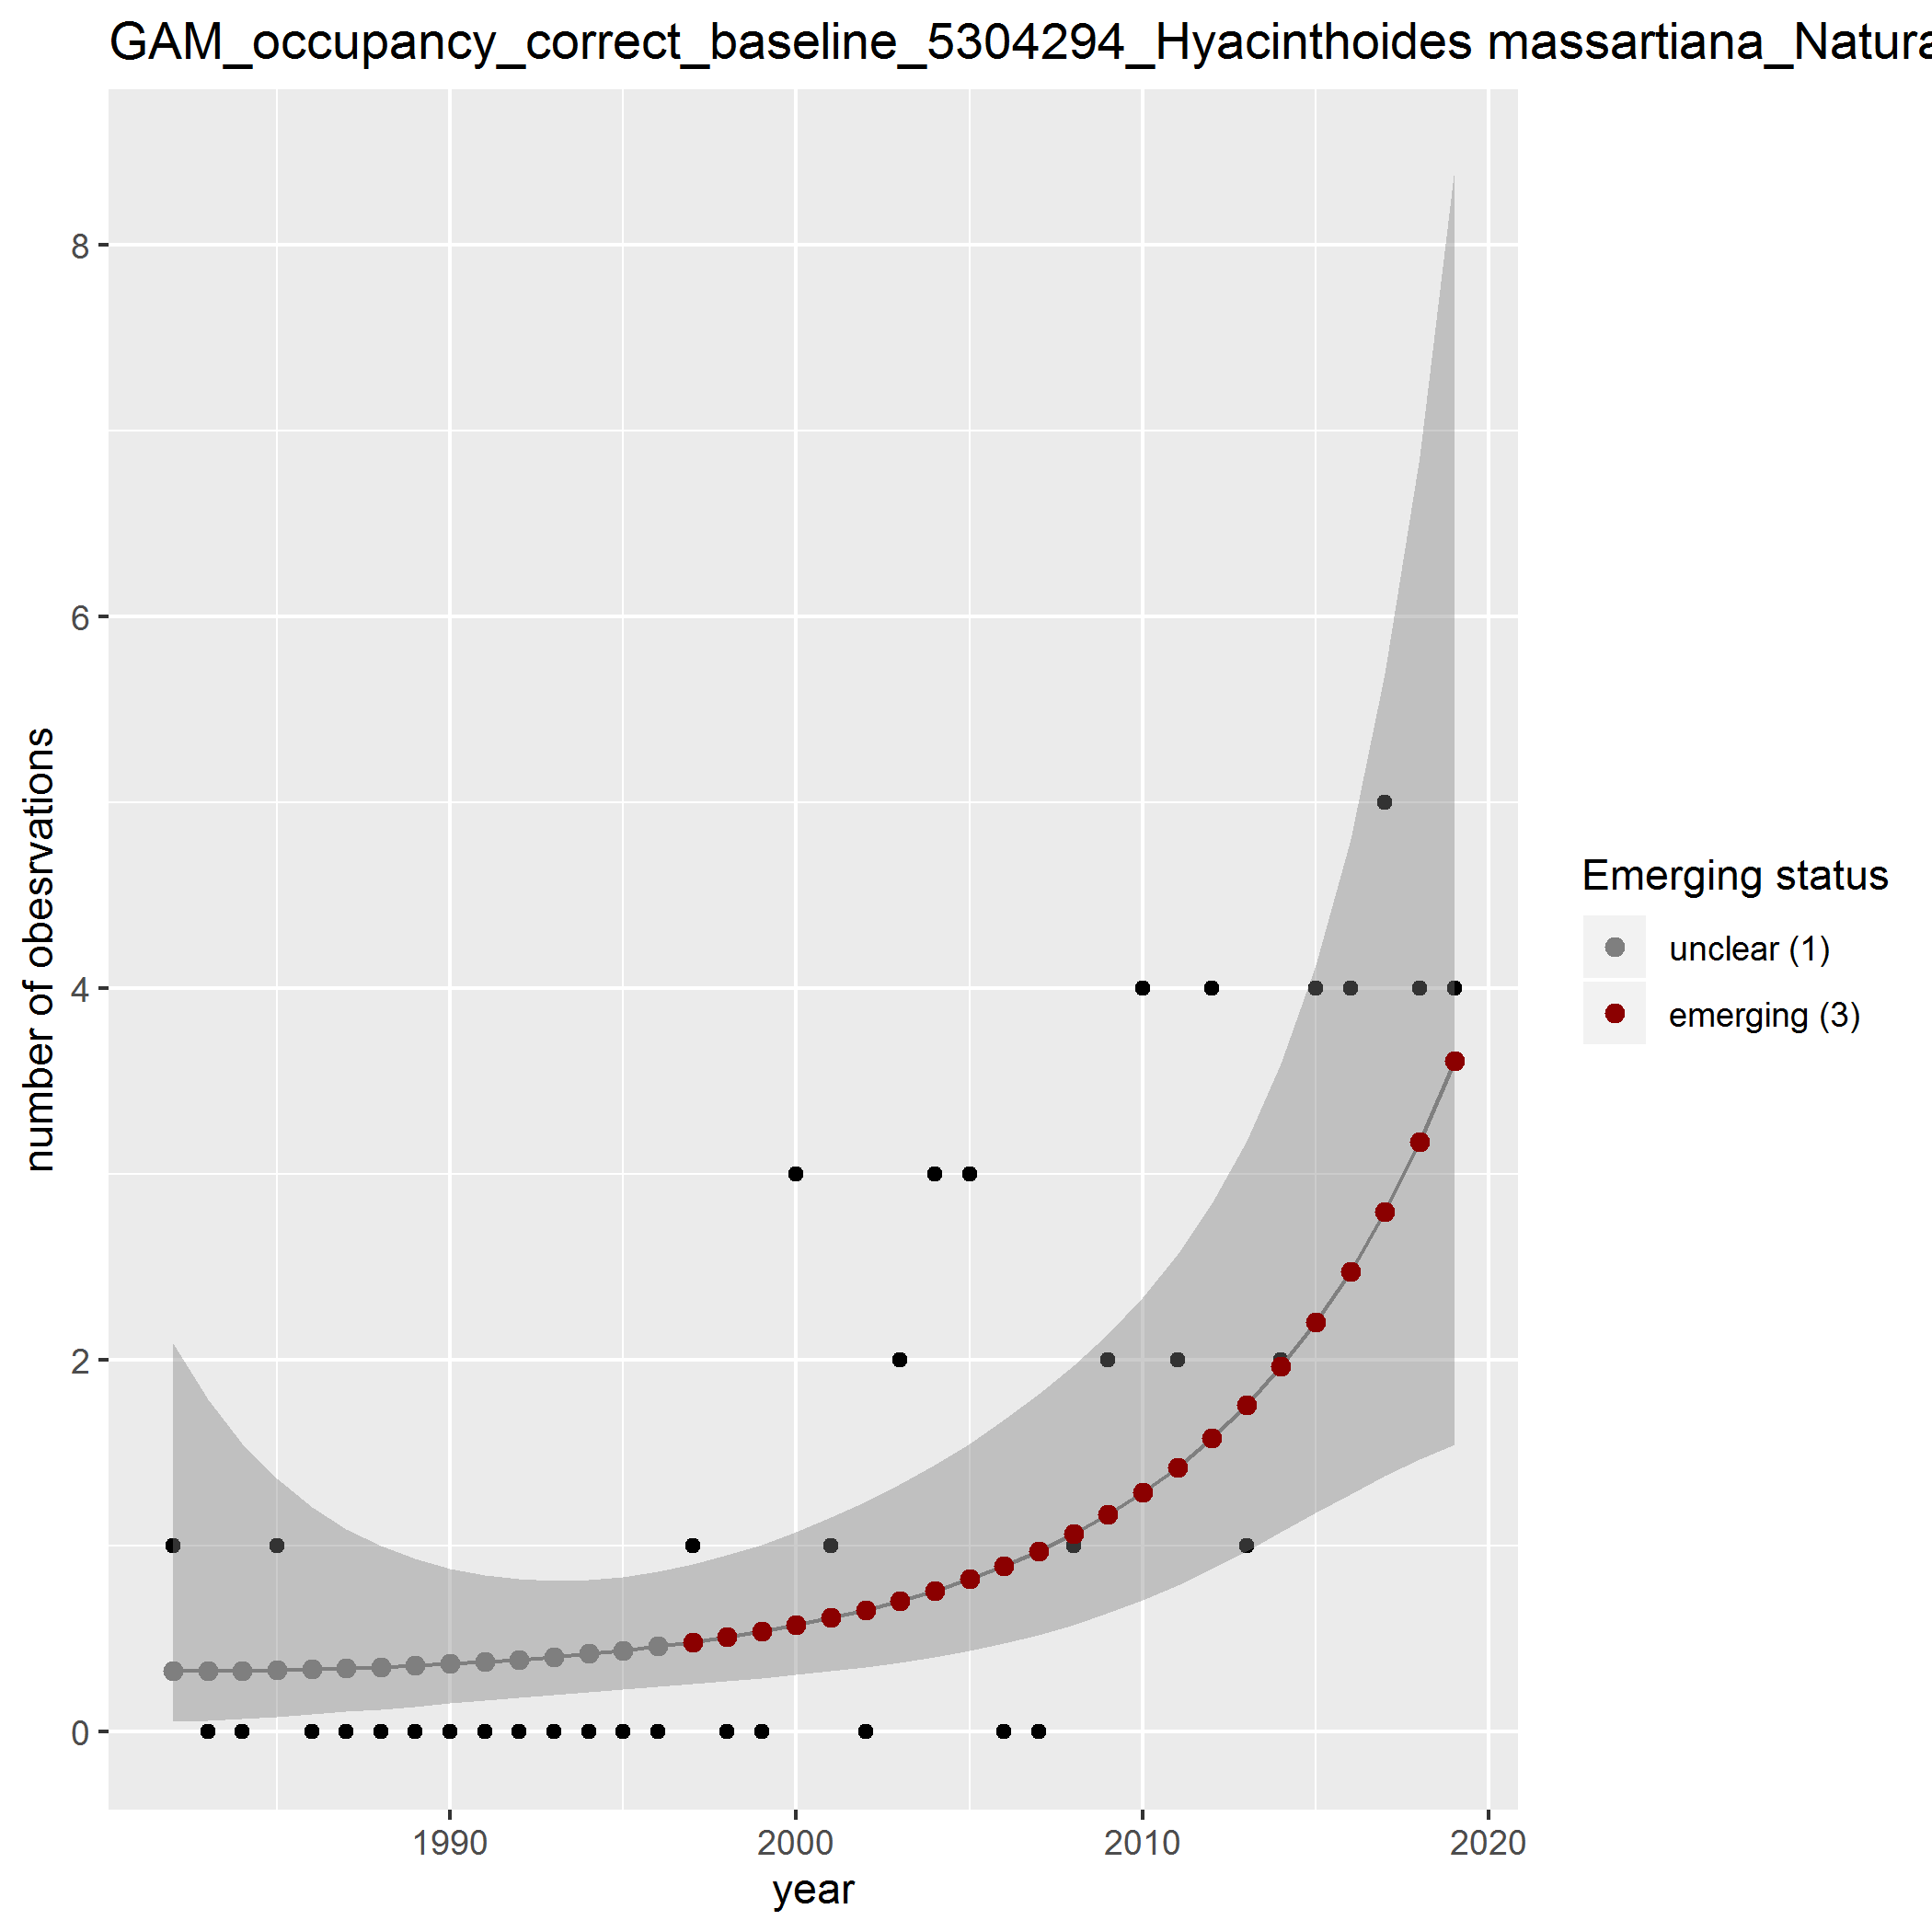 GAM_occupancy_correct_baseline_5304294_Hyacinthoides massartiana_Natura
8
6
4
2
0
number of obesrvations
1990 2000 2010 2020
year
Emerging status
unclear (1)
emerging (3)